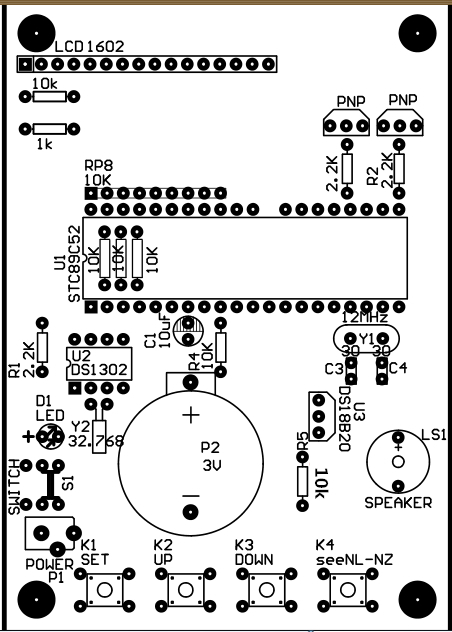 LCD1602
10k
1k
PNP
PNP
2.2K
R2
2.2K
RP8
10K
U1
STC89C52
10K
10K
10K
12MHz
Y1
30
30
C3
C4
C1
10uF
R4
10K
R1
2.2K
U2
DS1302
D1
LED
+
Y2
32.768
+
P2
3V
U3
DS18B20
R5
10k
LS1
+
SPEAKER
SWITCH
S1
POWER
P1
K1
SET
K2
UP
K3
DOWN
K4
seeNL-NZ